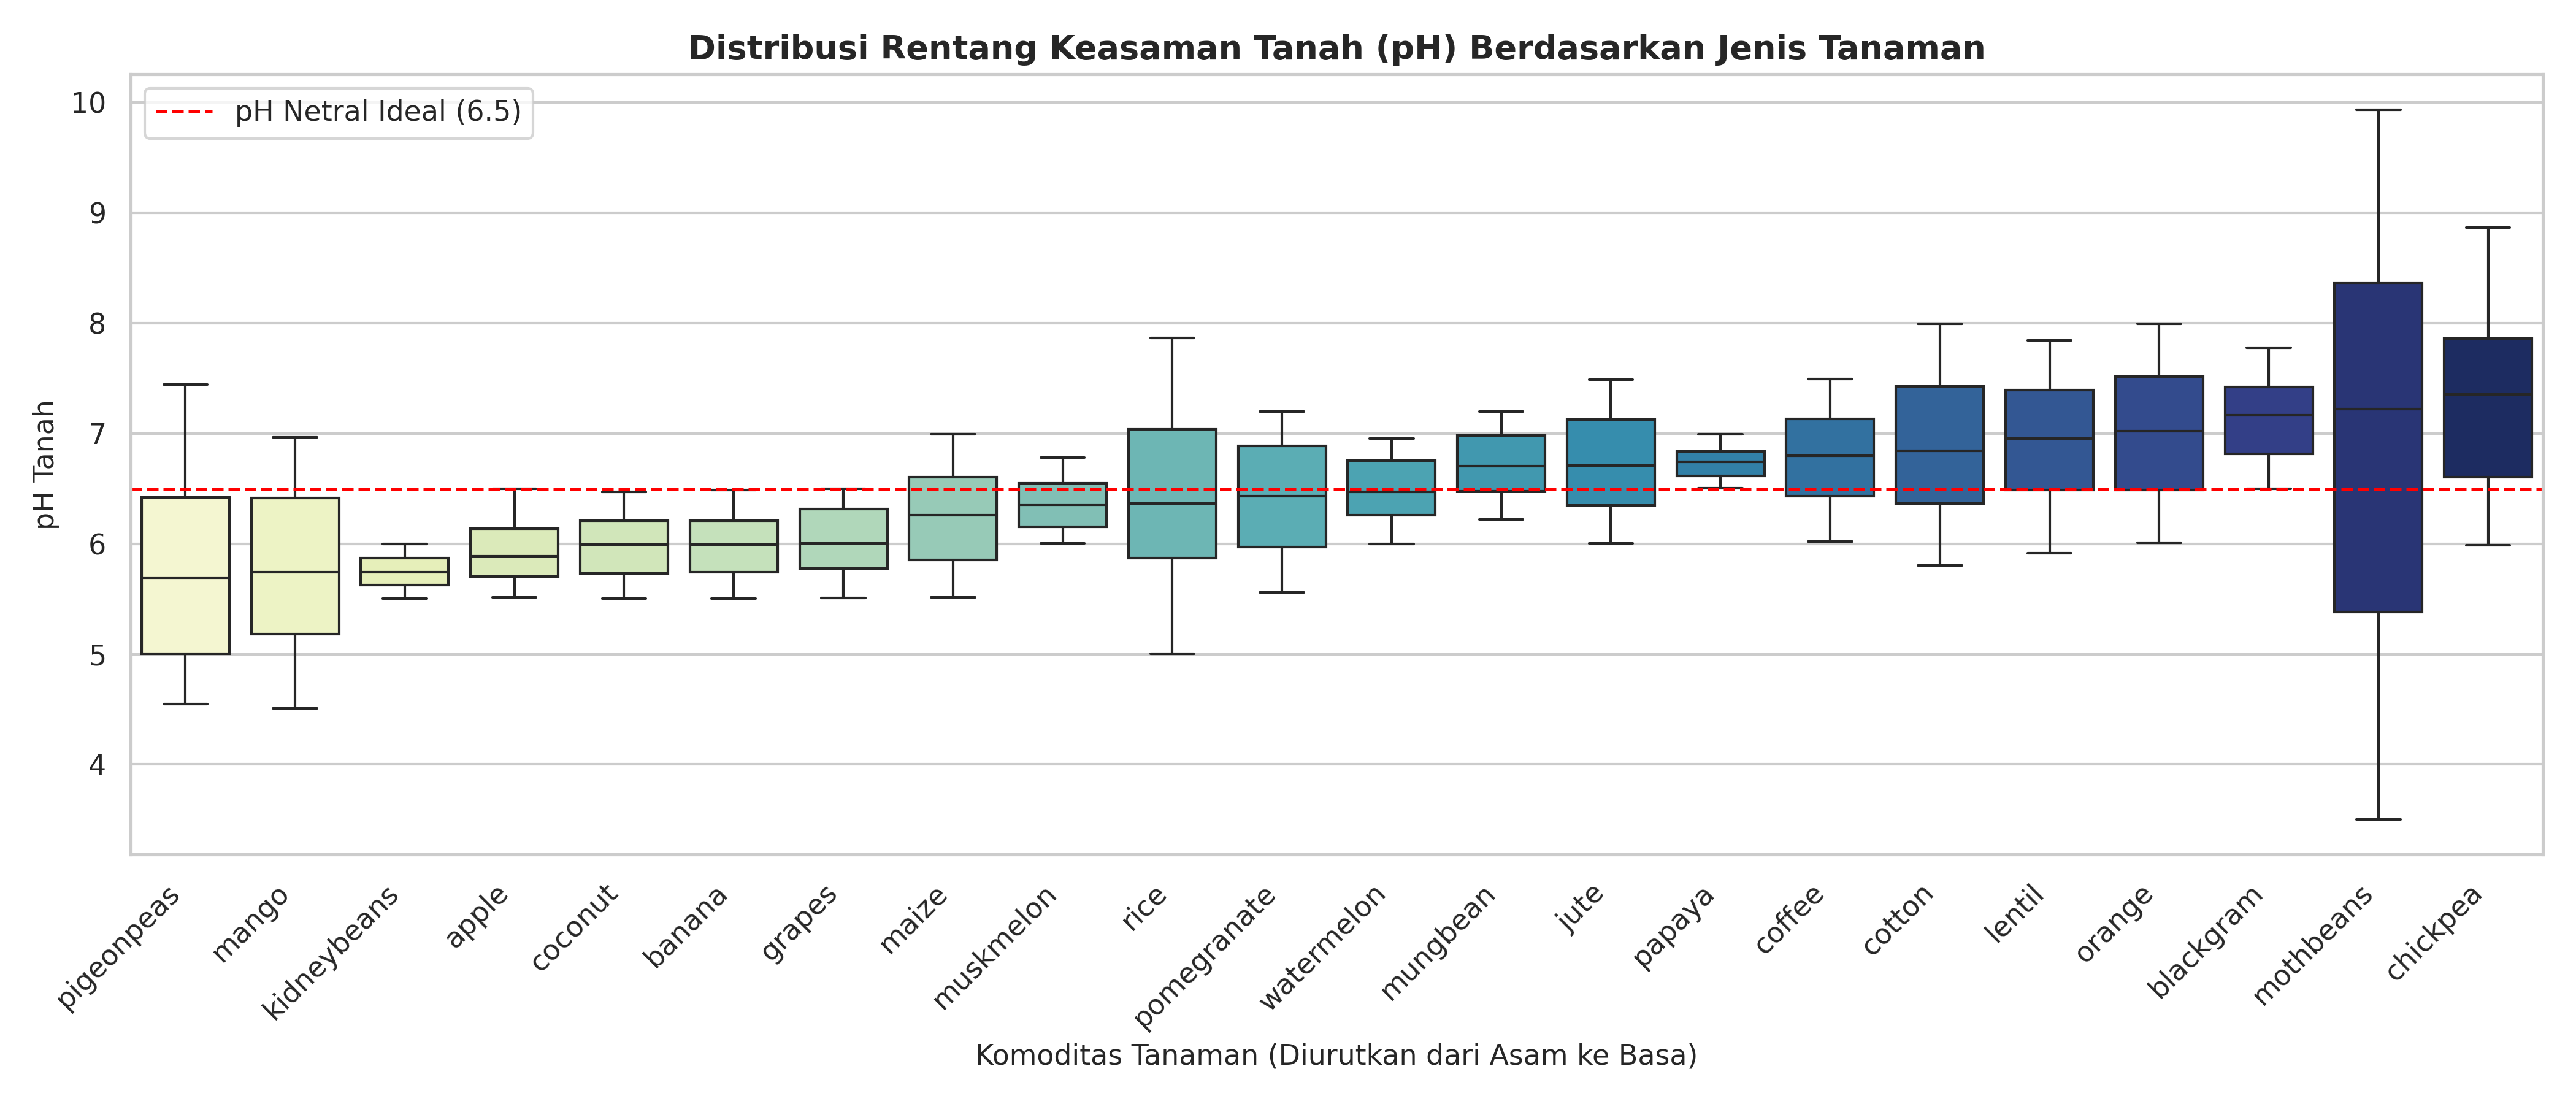 Distribusi Rentang Keasaman Tanah (pH) Berdasarkan Jenis Tanaman
pH Netral Ideal (6.5)
pH Tanah
10
9
8
7
6
5
4
pigeonpeas
mango
kidneybeans
apple
coconut
banana
grapes
maize
muskmelon
rice
pomegranate
watermelon
mungbean
jute
papaya
coffee
cotton
lentil
orange
blackgram
mothbeans
chickpea
Komoditas Tanaman (Diurutkan dari Asam ke Basa)